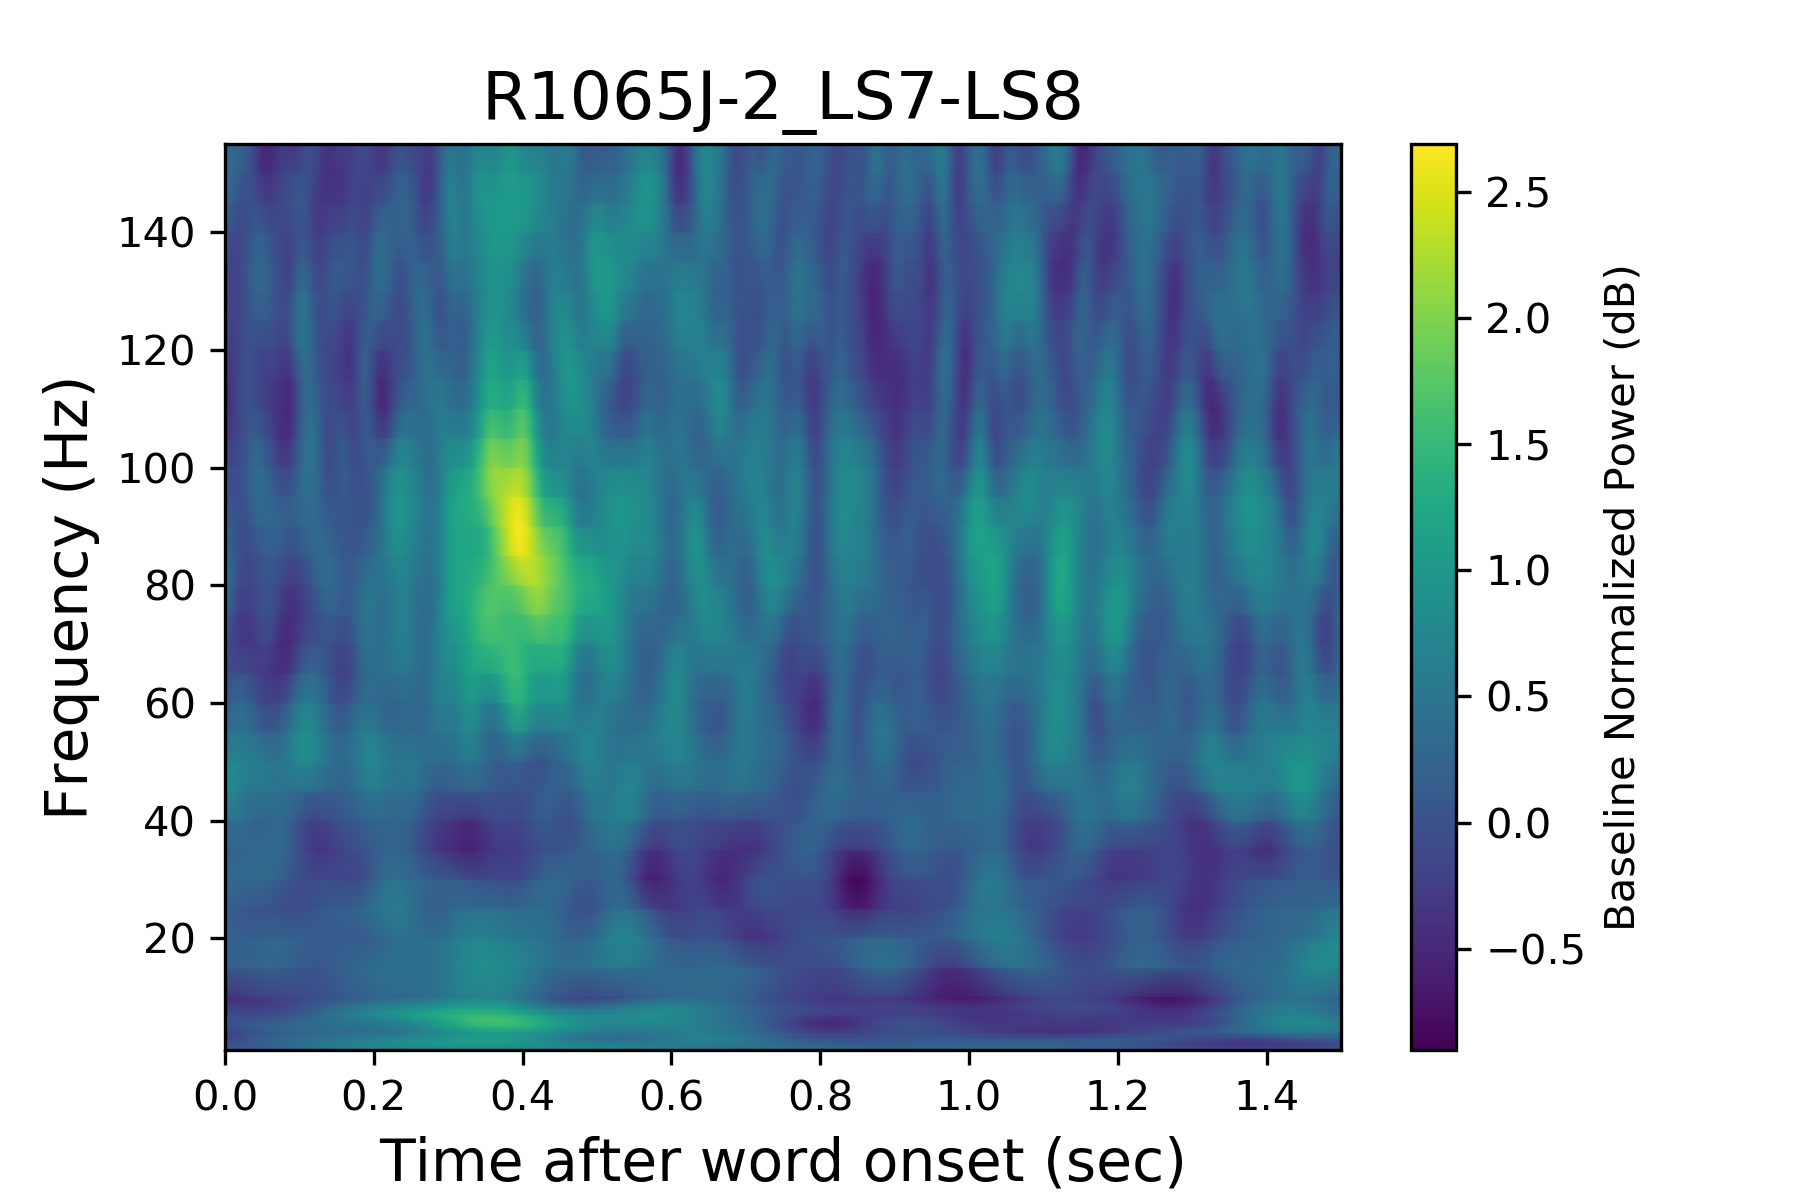 R1065J-2_LS7-LS8
140
120
100
80
60
40
20
Frequency (Hz)
0.0 0.2 0.4 0.6 0.8 1.0 1.2 1.4
Time after word onset (sec)
2.5
2.0
1.5
1.0
0.5
0.0
−0.5
Baseline Normalized Power (dB)